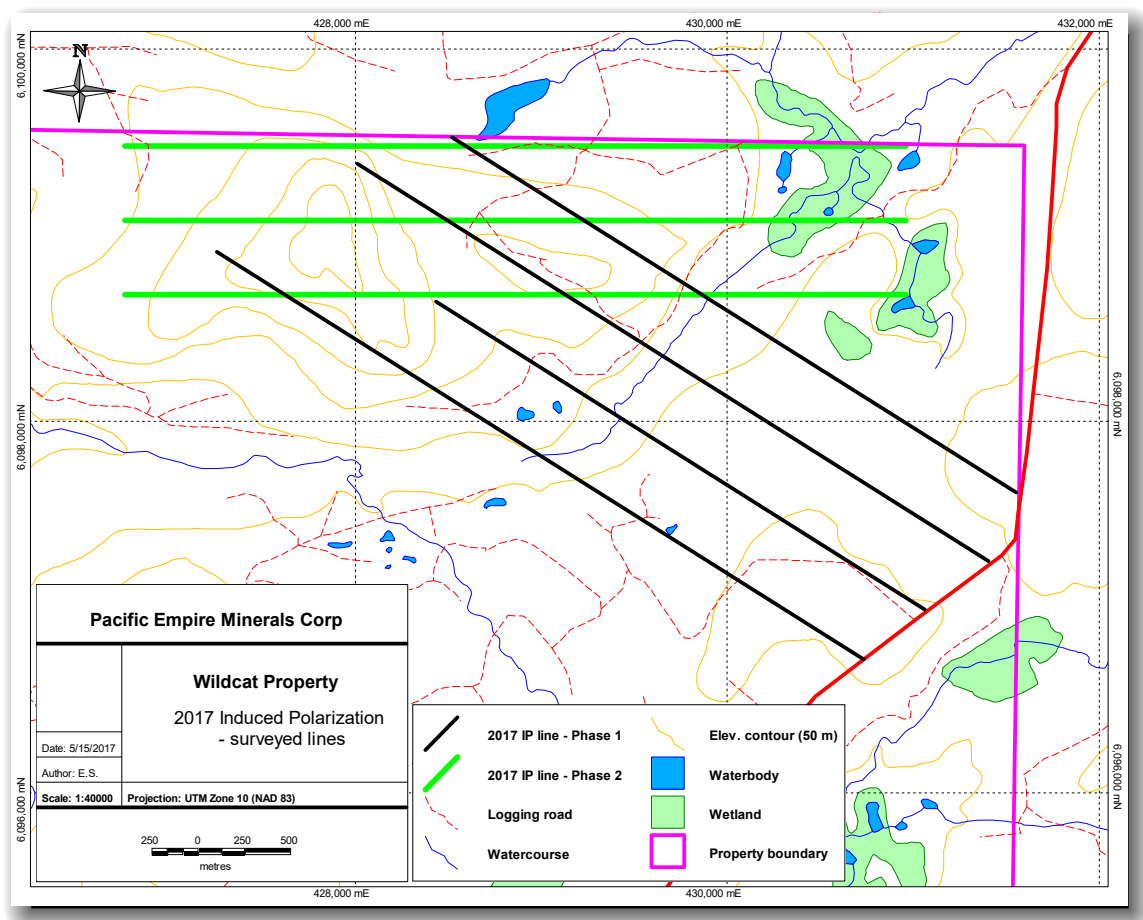 428,000 mE
430,000 mE
432,000 mE
6,100,000 mN
N
6,098,000 mN
6,098,000 mN
6,096,000 mN
6,096,000 mN
Pacific Empire Minerals Corp
Wildcat Property
2017 Induced Polarization
- surveyed lines
Date: 5/15/2017
Author: E.S.
Scale: 1:40000
Projection: UTM Zone 10 (NAD 83)
250 0 250 500
metres
2017 IP line - Phase 1
2017 IP line - Phase 2
Logging road
Watercourse
Elev. contour (50 m)
Waterbody
Wetland
Property boundary
428,000 mE
430,000 mE